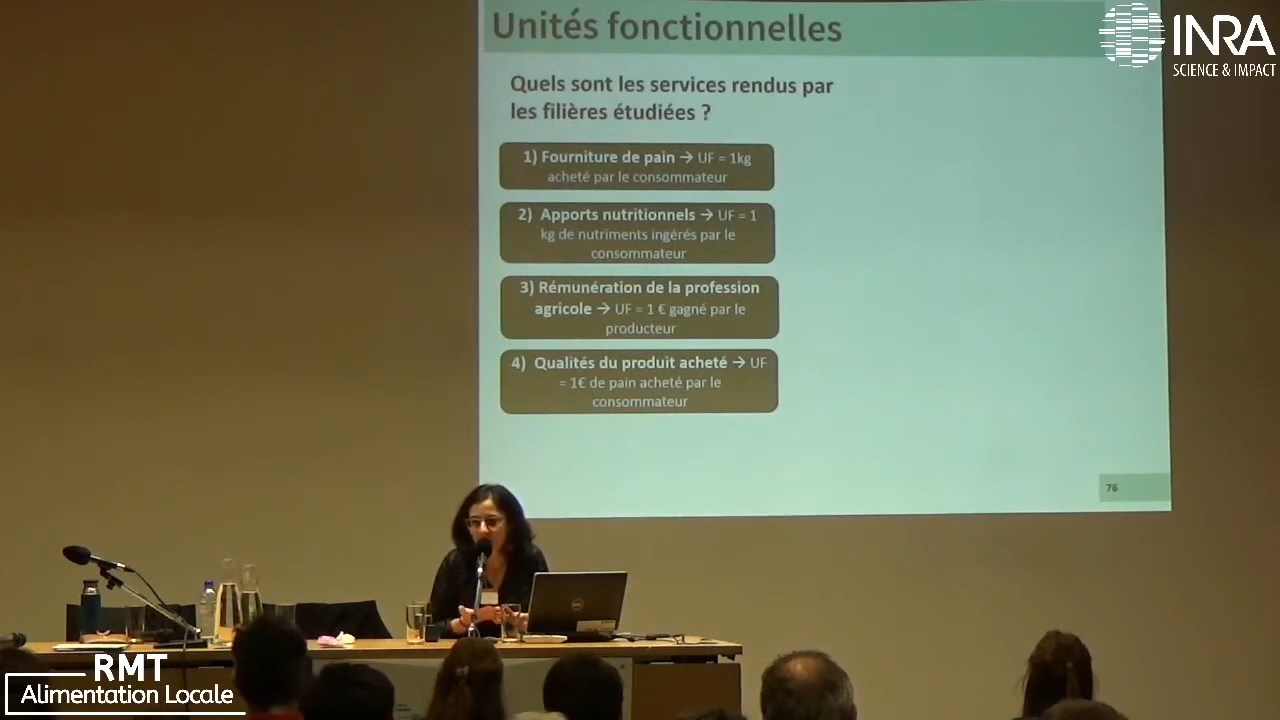 Unités fonctionnelles
INRA
SCIENCE & IMPACT
Quels sont les services rendus par
les filières étudiées ?
1) Fourniture de pain → UF = 1kg
acheté par le consommateur
2) Apports nutritionnels → UF = 1
kg de nutriments ingérés par le
consommateur
3) Rémunération de la profession
agricole → UF = 1 € gagné par le
producteur
4) Qualités du produit acheté → UF
= 1€ de pain acheté par le
consommateur
76
RMT
Alimentation Locale